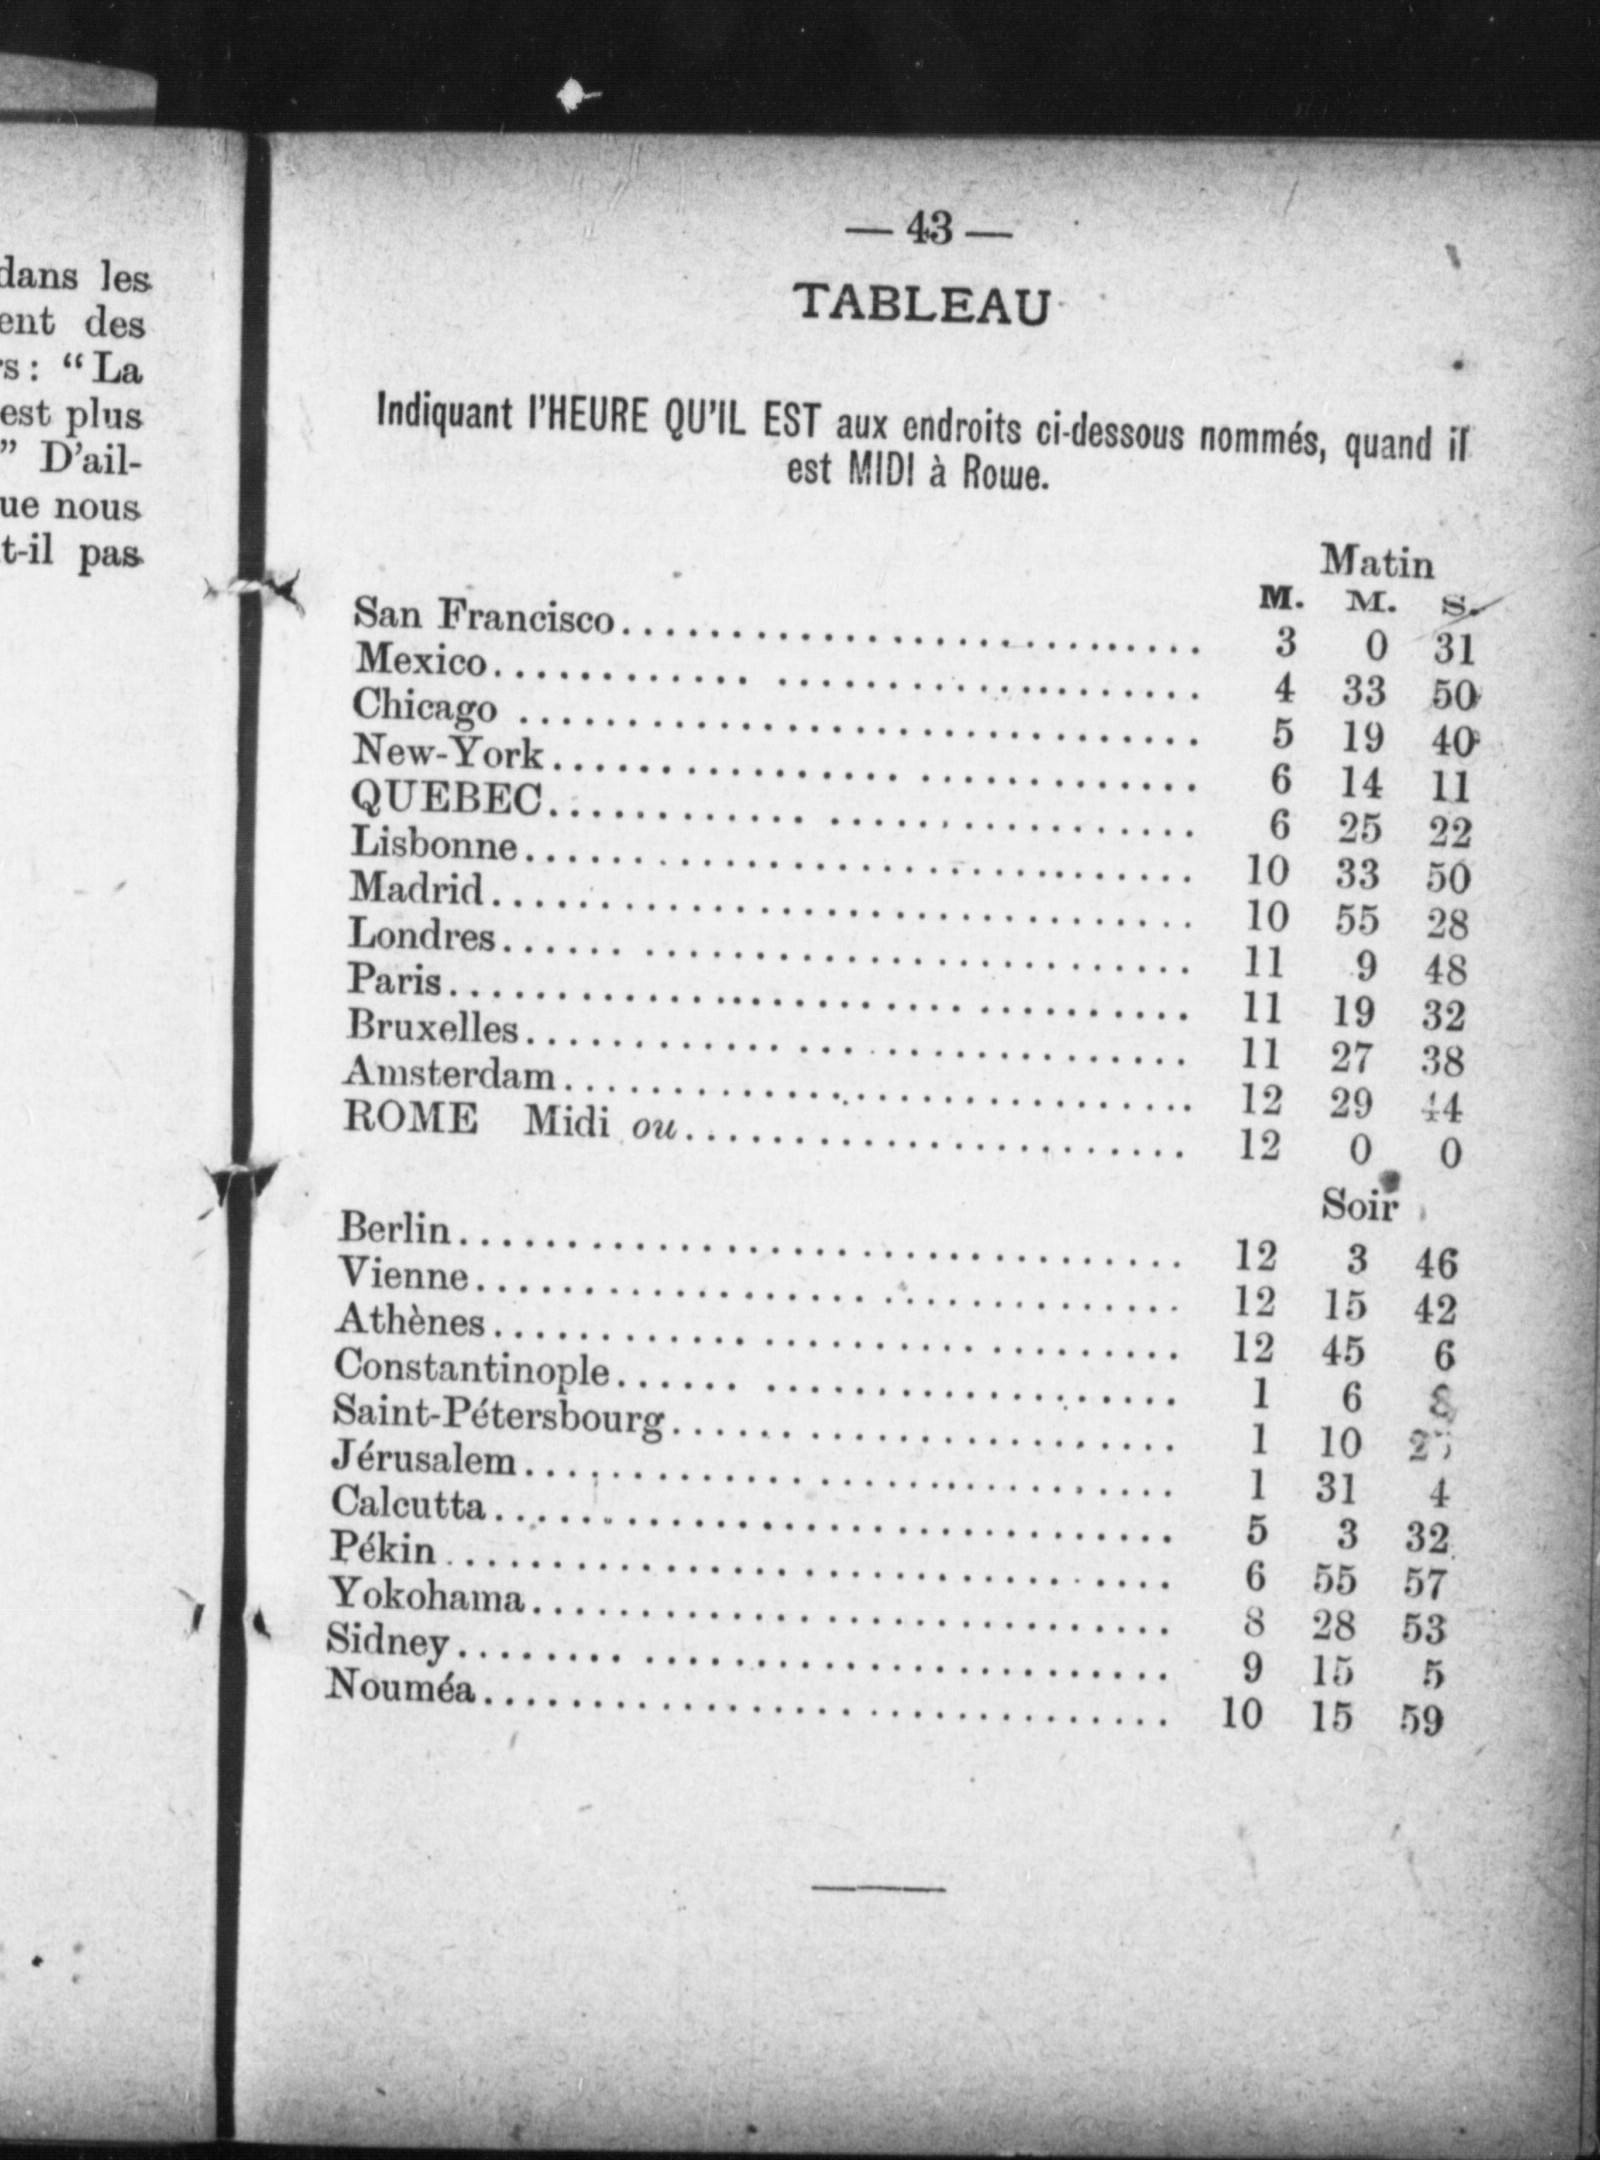 dans les
ent des
rs: “La
est plus
” D’ail-
ue nous
t-il pas
— 43 —
TABLEAU
Indiquant l’HEURE QU’IL EST aux endroits ci-dessous nommés, quand il
est MIDI à Rome.
Matin
M. M. S.
San Francisco........................... 3 0 31
Mexico........................... 4 33 50
Chicago ........................... 5 19 40
New-York........................... 6 14 11
QUEBEC........................... 6 25 22
Lisbonne........................... 10 33 50
Madrid........................... 10 55 28
Londres........................... 11 9 48
Paris........................... 11 19 32
Bruxelles........................... 11 27 38
Amsterdam........................... 12 29 44
ROME Midi ou........................... 12 0 0
Soir
Berlin........................... 12 3 46
Vienne........................... 12 15 42
Athènes........................... 12 45 6
Constantinople........................... 1 6 8
Saint-Pétersbourg........................... 1 10
Jérusalem........................... 1 31 4
Calcutta........................... 5 3 32
Pékin........................... 6 55 57
Yokohama........................... 8 28 53
Sidney........................... 9 15 5
Nouméa........................... 10 15 59